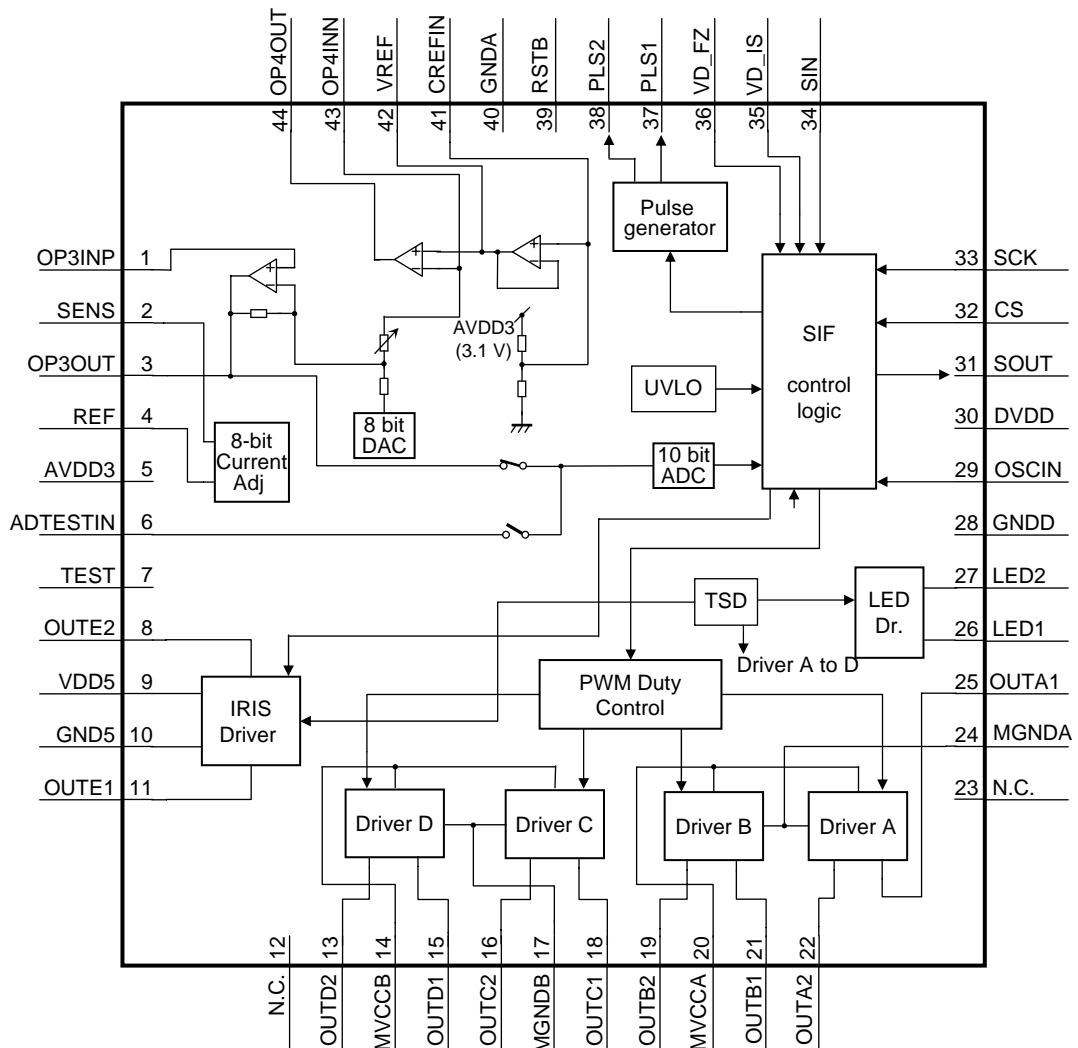 OP4OUT
OP4INN
VREF
CREFIN
GNDA
RSTB
PLS2
PLS1
VD_FZ
VD_IS
SIN
44
43
42
41
40
39
38
37
36
35
34
OP3INP 1
SENS 2
OP3OUT 3
REF 4
AVDD3 5
ADTESTIN 6
TEST 7
OUTE2 8
VDD5 9
GND5 10
OUTE1 11
Pulse
generator
AVDD3
(3.1 V)
8 bit
DAC
8-bit
Current
Adj
UVLO
10 bit
ADC
SIF
control
logic
TSD
LED
Dr.
Driver A to D
PWM Duty
Control
IRIS
Driver
Driver D
Driver C
Driver B
Driver A
33 SCK
32 CS
31 SOUT
30 DVDD
29 OSCIN
28 GNDD
27 LED2
26 LED1
25 OUTA1
24 MGNDA
23 N.C.
12
13
14
15
16
17
18
19
20
21
22
N.C.
OUTD2
MVCCB
OUTD1
OUTC2
MGNDB
OUTC1
OUTB2
MVCCA
OUTB1
OUTA2